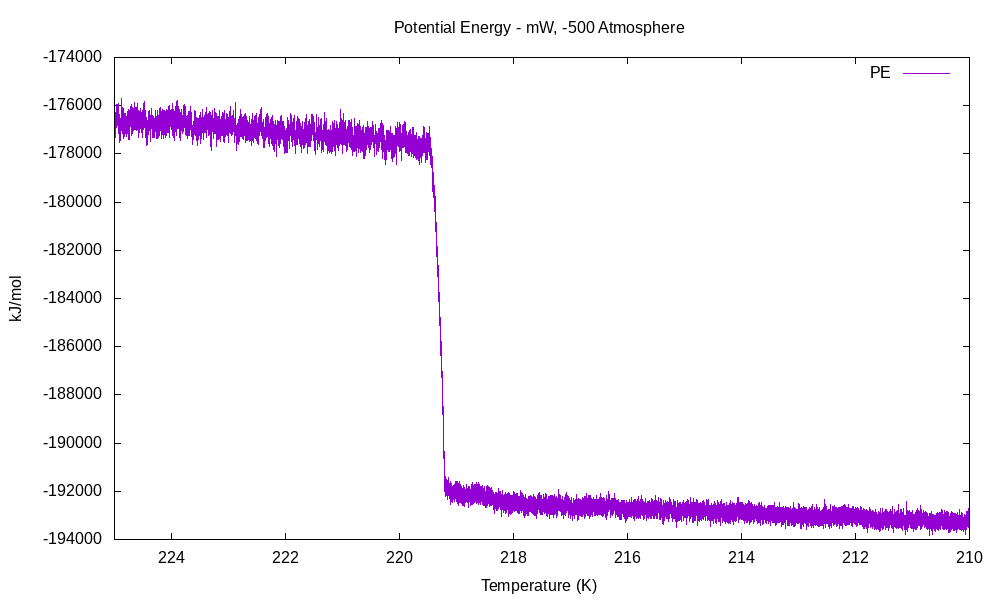 Potential Energy - mW, -500 Atmosphere
PE
-174000
-176000
-178000
-180000
-182000
-184000
-186000
-188000
-190000
-192000
-194000
kJ/mol
224 222 220 218 216 214 212 210
Temperature (K)